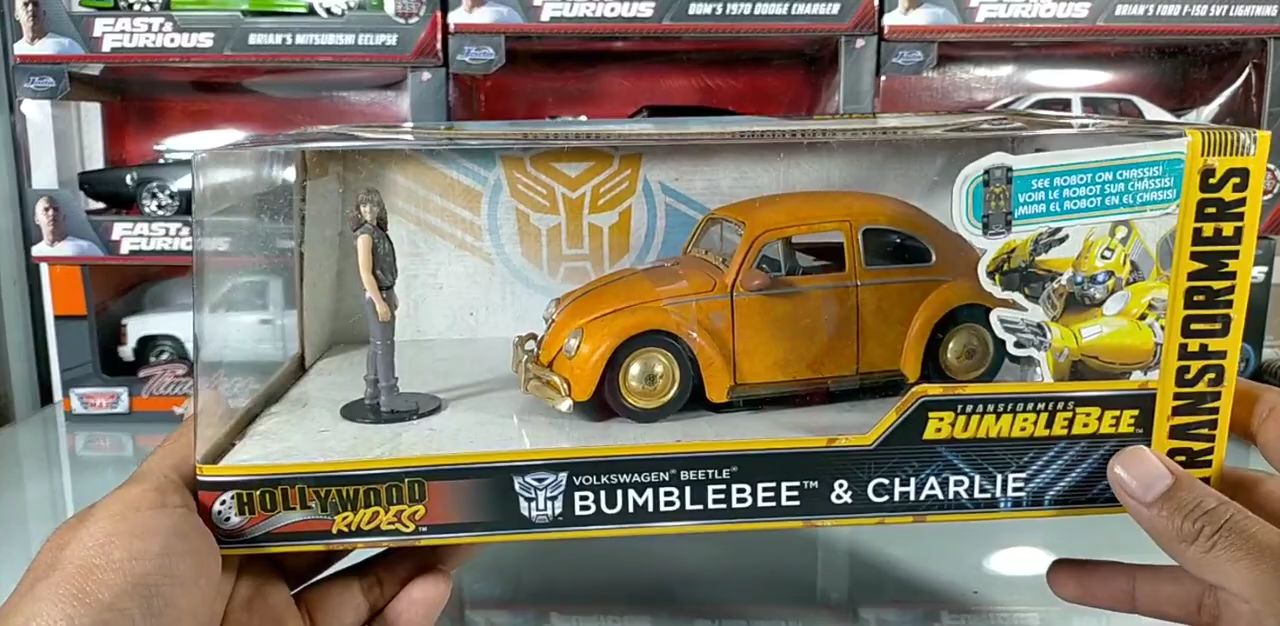 FAST & FURIOUS
BRIAN'S MITSUBISHI ECLIPSE
FURIOUS
DOM'S 1970 DODGE CHARGER
FURIOUS
BRIAN'S FORD F-150 SVT LIGHTNING
FAST &
FURIOUS
SEE ROBOT ON CHASSIS!
VOIR LE ROBOT SUR CHÂSSIS!
¡MIRA EL ROBOT EN EL CHASIS!
TRANSFORMERS
TRANSFORMERS
BUMBLEBEE™
HOLLYWOOD
RIDES™
VOLKSWAGEN® BEETLE®
BUMBLEBEE™ & CHARLIE